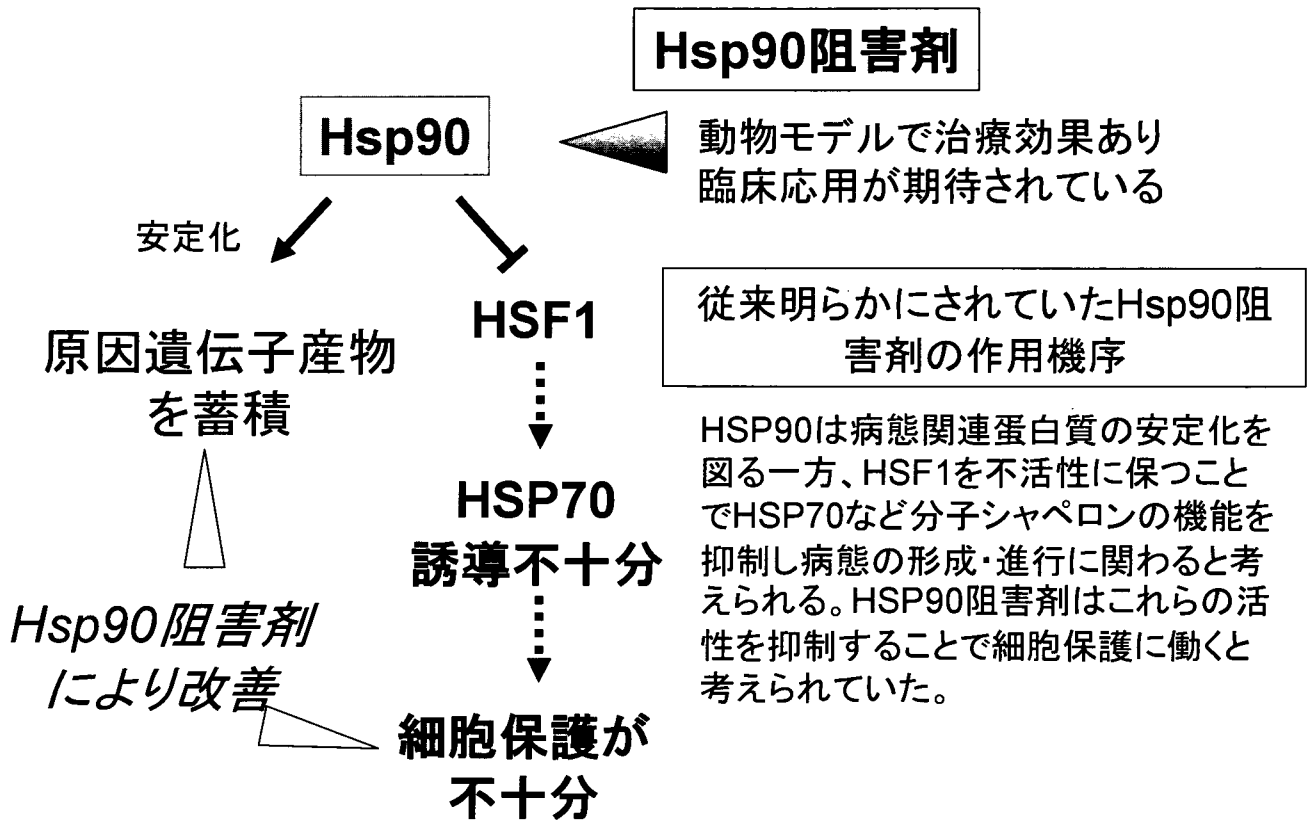 Hsp90阻害剤
Hsp90
動物モデルで治療効果あり
臨床応用が期待されている
安定化
HSF1
原因遺伝子産物
を蓄積
HSP70
誘導不十分
Hsp90阻害剤
により改善
細胞保護が
不十分
従来明らかにされていたHsp90阻
害剤の作用機序
HSP90は病態関連蛋白質の安定化を
図る一方、HSF1を不活性に保つこと
でHSP70など分子シャペロンの機能を
抑制し病態の形成・進行に関わると考
えられる。HSP90阻害剤はこれらの活
性を抑制することで細胞保護に働くと
考えられていた。